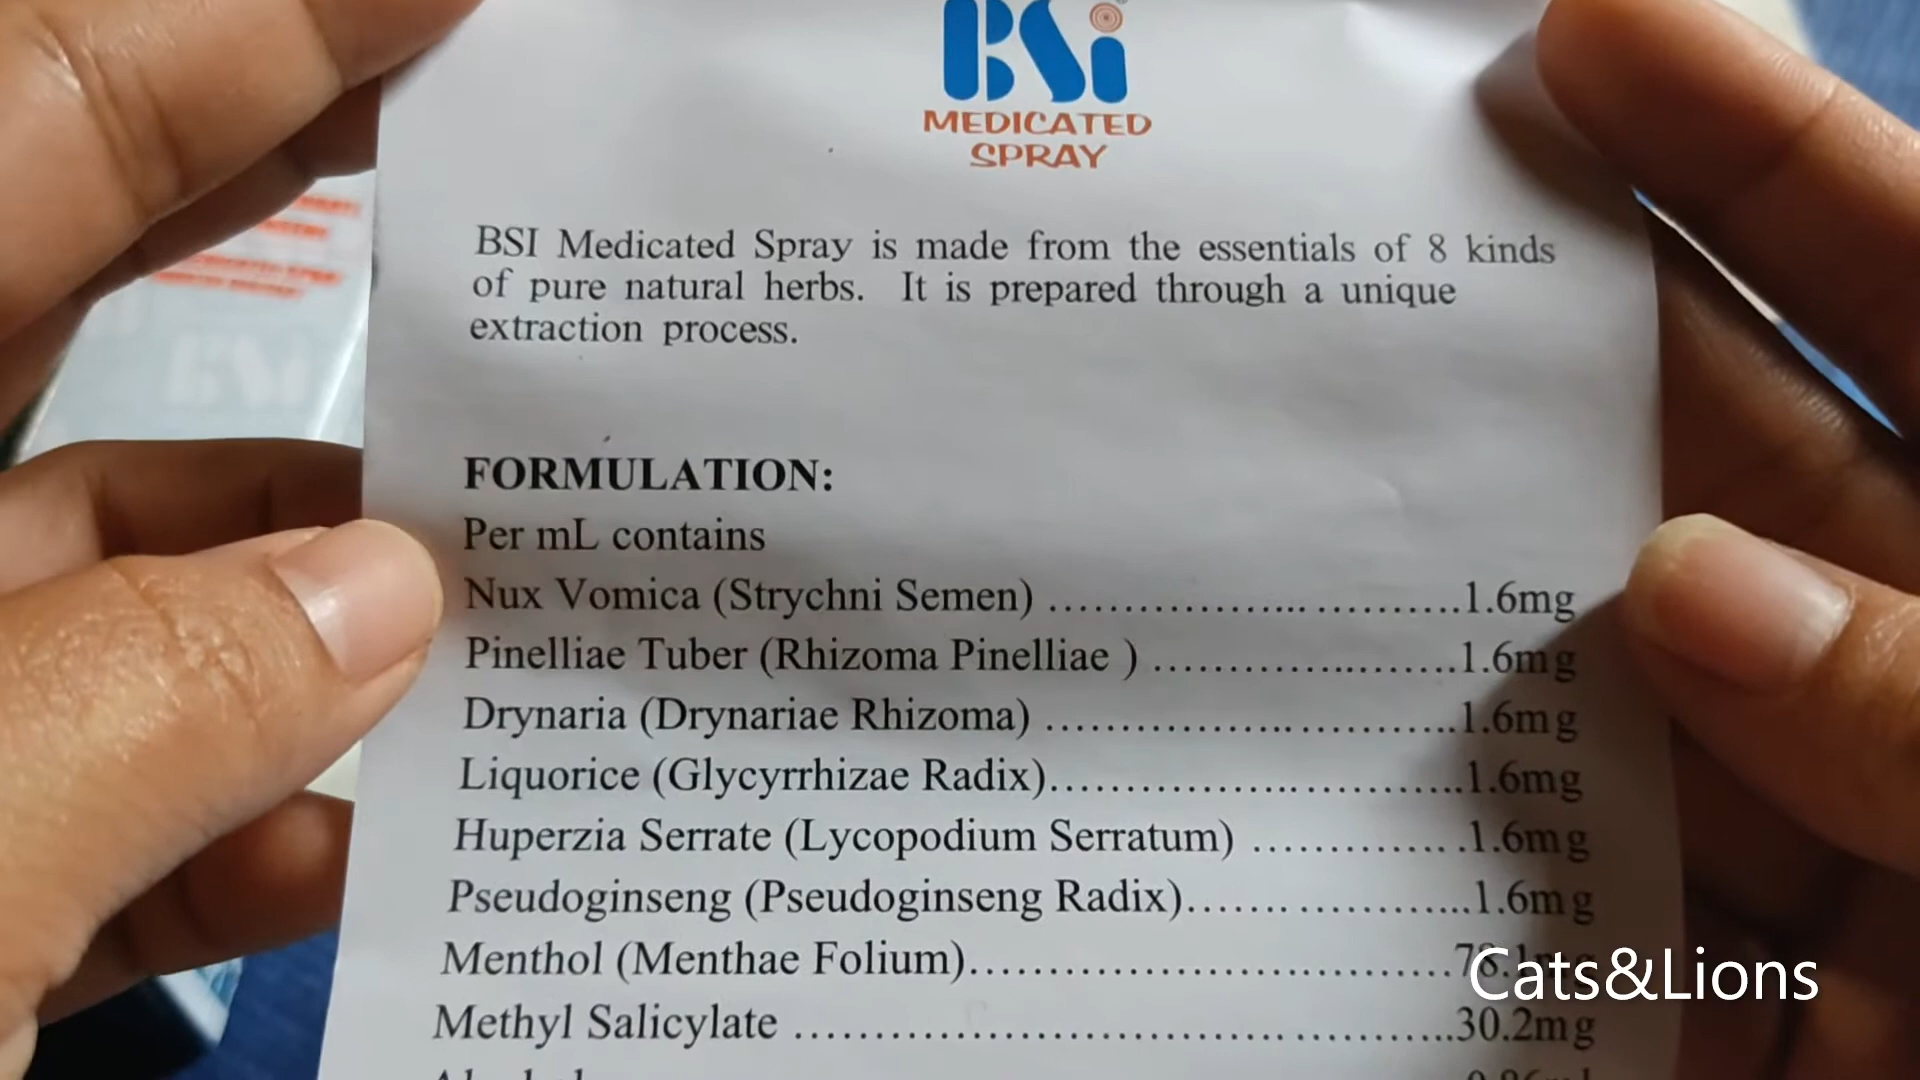 BSi
MEDICATED
SPRAY
BSI Medicated Spray is made from the essentials of 8 kinds
of pure natural herbs. It is prepared through a unique
extraction process.
FORMULATION:
Per mL contains
Nux Vomica (Strychni Semen) ............................1.6mg
Pinelliae Tuber (Rhizoma Pinelliae ) ......................1.6mg
Drynaria (Drynariae Rhizoma) ............................1.6mg
Liquorice (Glycyrrhizae Radix)............................1.6mg
Huperzia Serrate (Lycopodium Serratum) ..............1.6mg
Pseudoginseng (Pseudoginseng Radix)...................1.6mg
Menthol (Menthae Folium)................................78.1mg
Methyl Salicylate ...........................................30.2mg
Cats&Lions